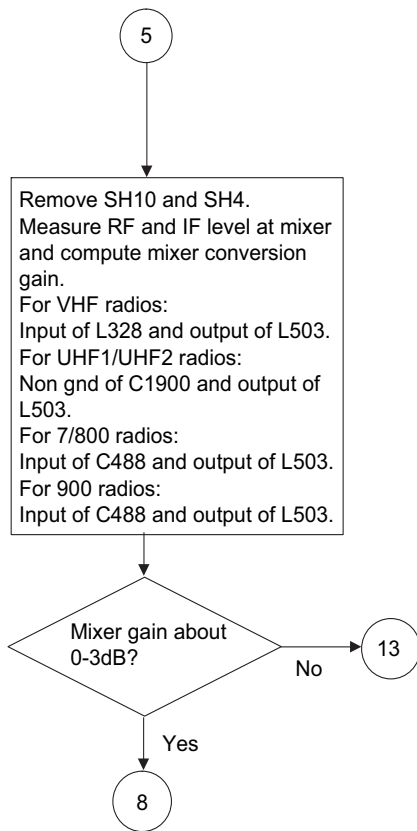 5
Remove SH10 and SH4.
Measure RF and IF level at mixer
and compute mixer conversion
gain.
For VHF radios:
Input of L328 and output of L503.
For UHF1/UHF2 radios:
Non gnd of C1900 and output of
L503.
For 7/800 radios:
Input of C488 and output of L503.
For 900 radios:
Input of C488 and output of L503.
Mixer gain about
0-3dB?
No
13
Yes
8